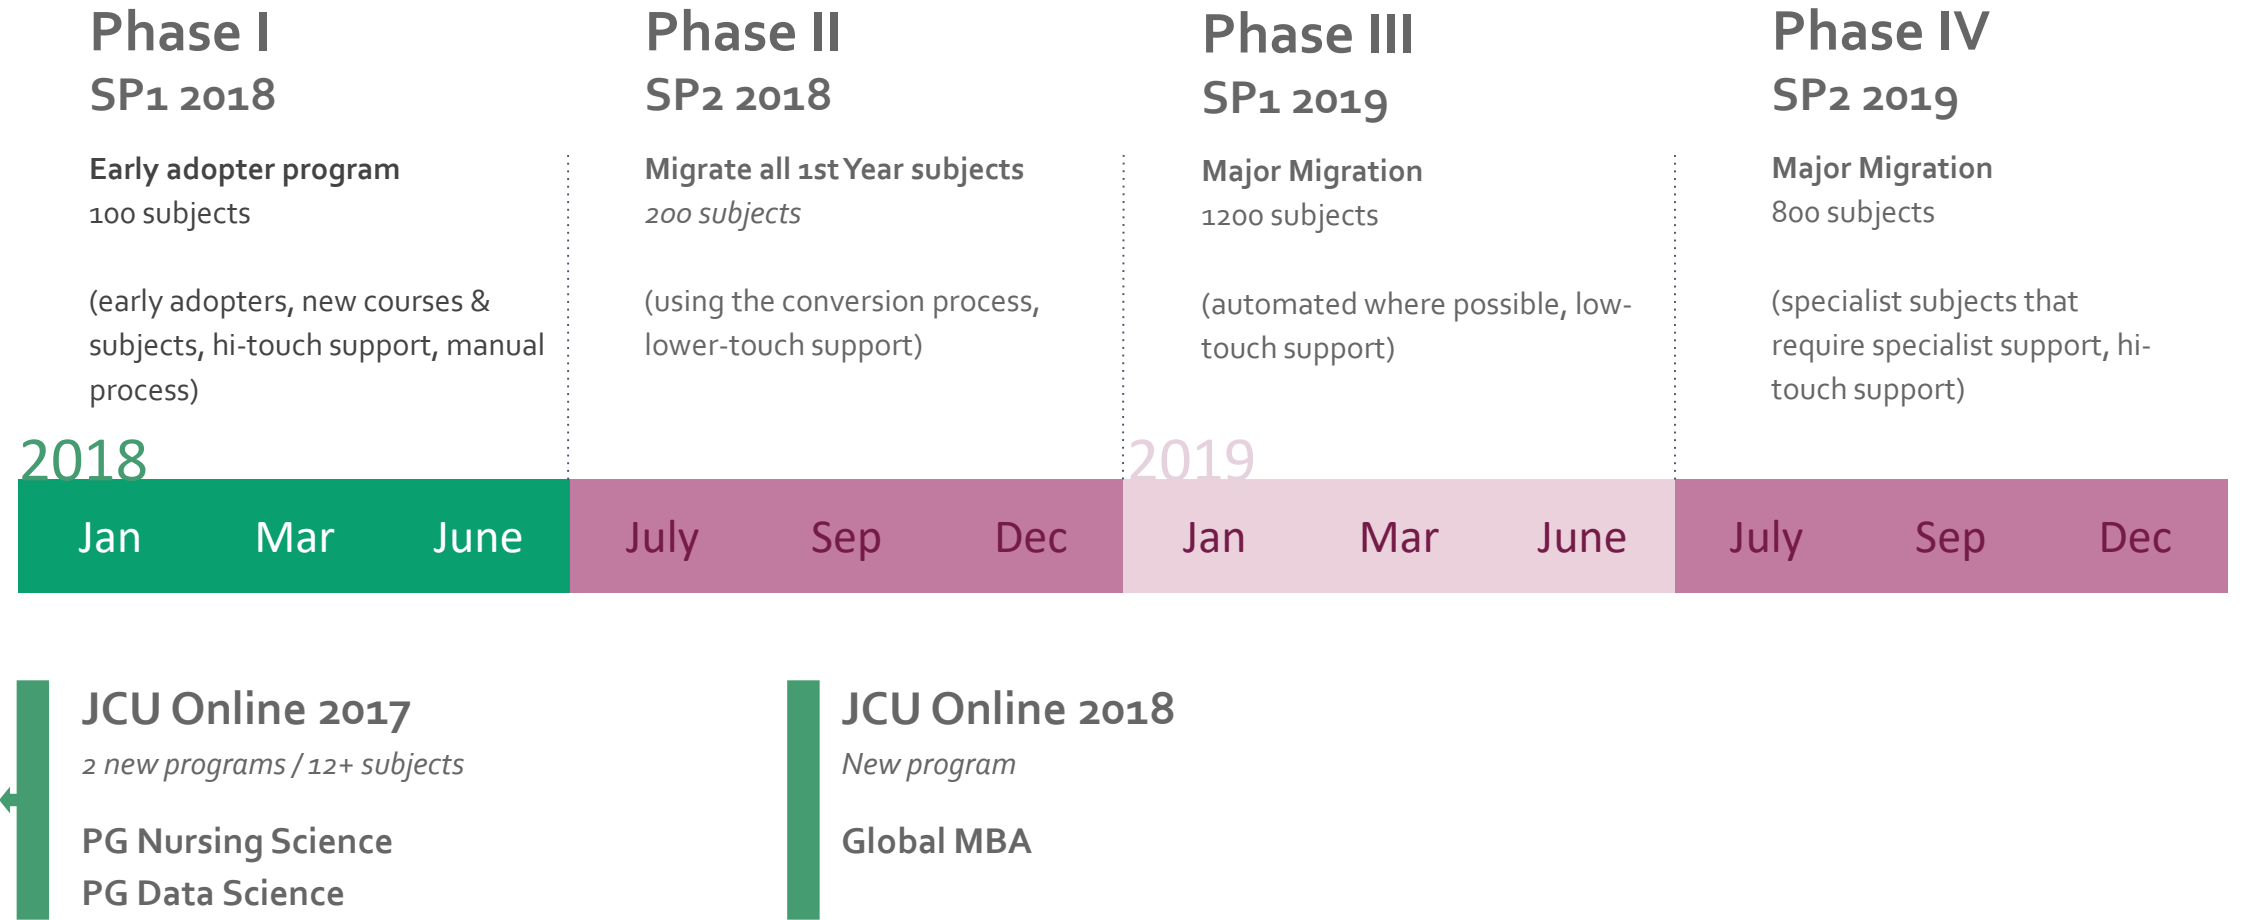 Phase I
SP1 2018
Early adopter program
100 subjects
(early adopters, new courses &
subjects, hi-touch support, manual
process)
Phase II
SP2 2018
Migrate all 1st Year subjects
200 subjects
(using the conversion process,
lower-touch support)
Phase III
SP1 2019
Major Migration
1200 subjects
(automated where possible, low-
touch support)
Phase IV
SP2 2019
Major Migration
800 subjects
(specialist subjects that
require specialist support, hi-
touch support)
2018
2019
Jan Mar June July Sep Dec Jan Mar June July Sep Dec
JCU Online 2017
2 new programs / 12+ subjects
PG Nursing Science
PG Data Science
JCU Online 2018
New program
Global MBA